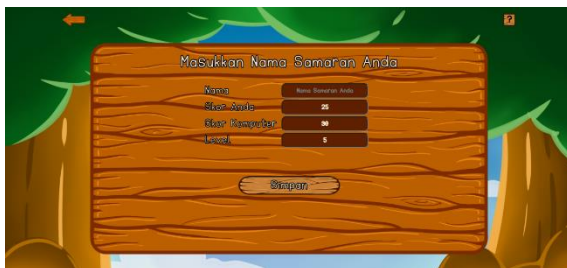 ?
Masukkan Nama Samaran Anda
Nama Nama Samaran Anda
Skor Anda 25
Skor Komputer 30
Level 5
Simpan